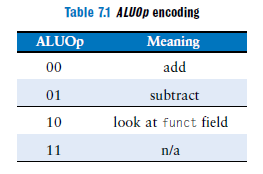 Table 7.1 ALUOp encoding
ALUOp Meaning
00 add
01 subtract
10 look at funct field
11 n/a